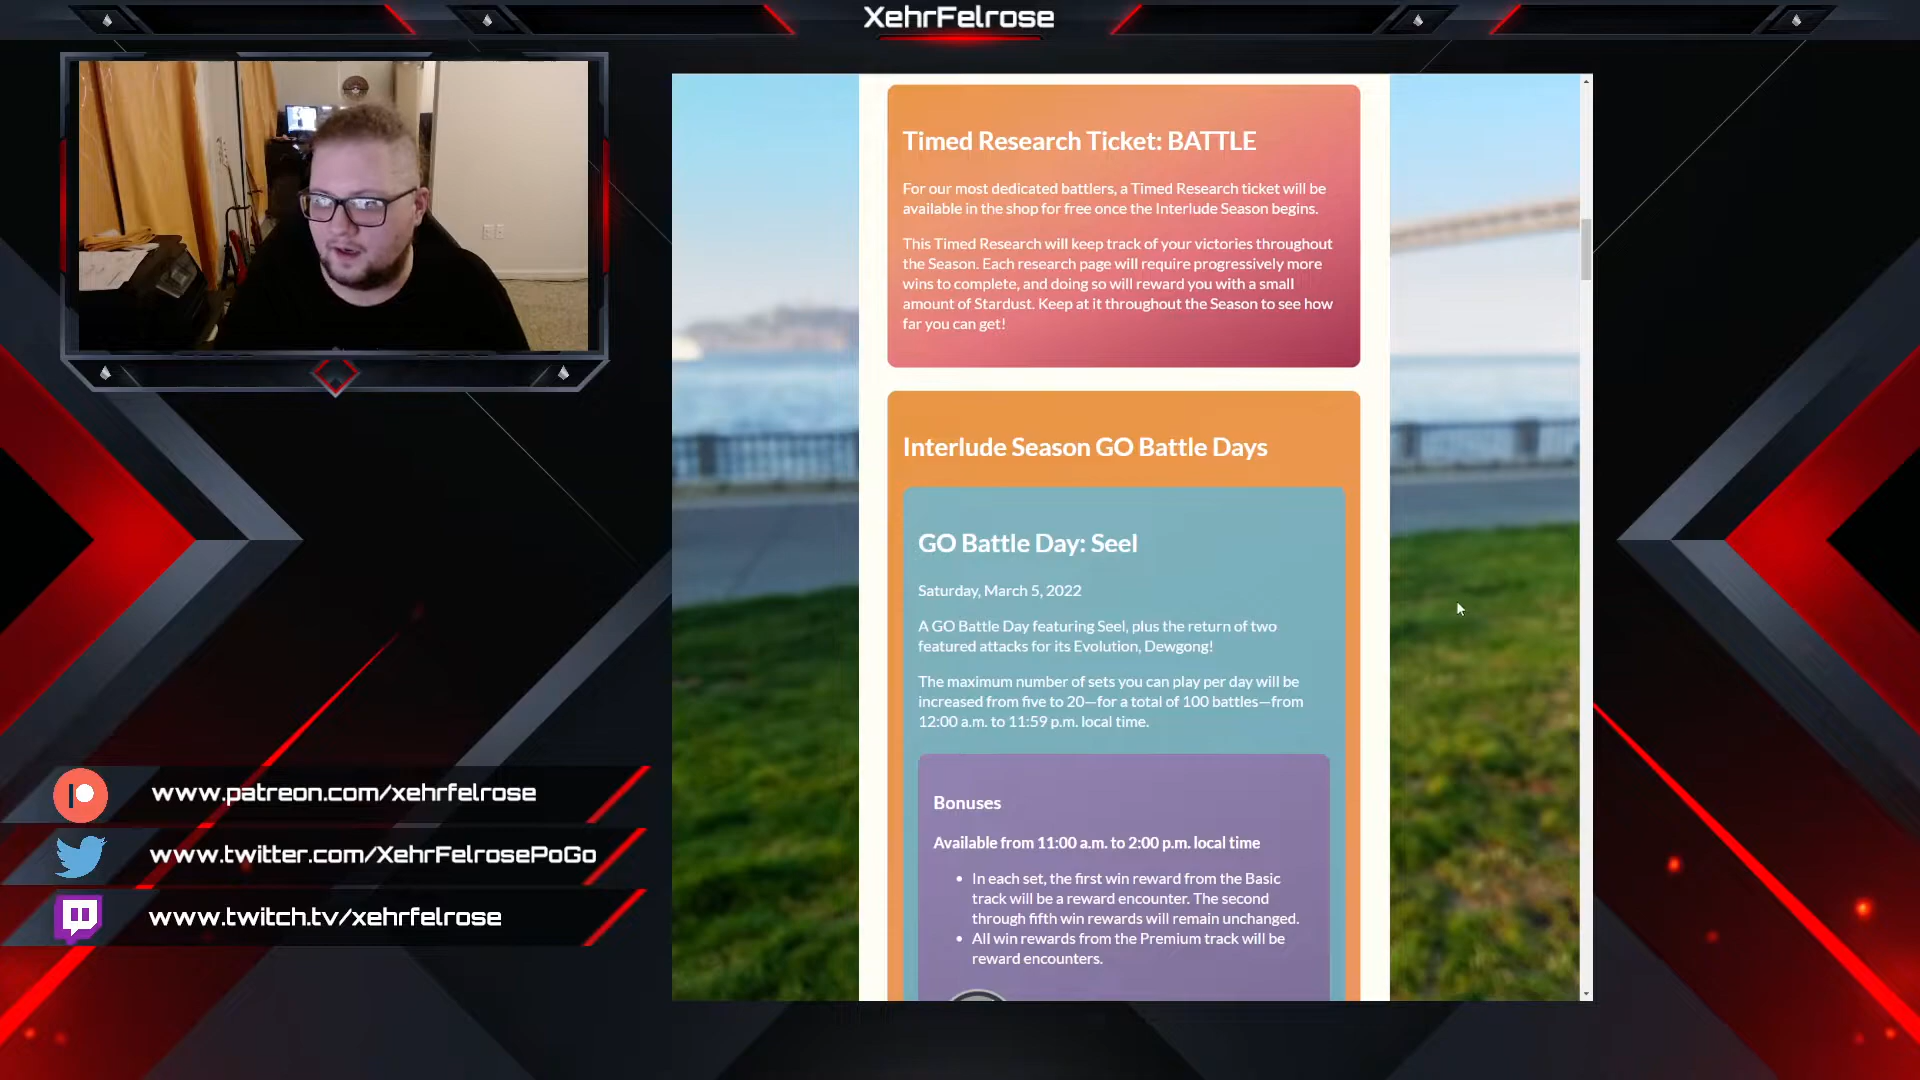 XehrFelrose
Timed Research Ticket: BATTLE
For our most dedicated battlers, a Timed Research ticket will be
available in the shop for free once the Interlude Season begins.
This Timed Research will keep track of your victories throughout
the Season. Each research page will require progressively more
wins to complete, and doing so will reward you with a small
amount of Stardust. Keep at it throughout the Season to see how
far you can get!
Interlude Season GO Battle Days
GO Battle Day: Seel
Saturday, March 5, 2022
A GO Battle Day featuring Seel, plus the return of two
featured attacks for its Evolution, Dewgong!
The maximum number of sets you can play per day will be
increased from five to 20—for a total of 100 battles—from
12:00 a.m. to 11:59 p.m. local time.
Bonuses
Available from 11:00 a.m. to 2:00 p.m. local time
• In each set, the first win reward from the Basic
track will be a reward encounter. The second
through fifth win rewards will remain unchanged.
• All win rewards from the Premium track will be
reward encounters.
www.patreon.com/xehrfelrose
www.twitter.com/XehrFelrosePoGo
www.twitch.tv/xehrfelrose